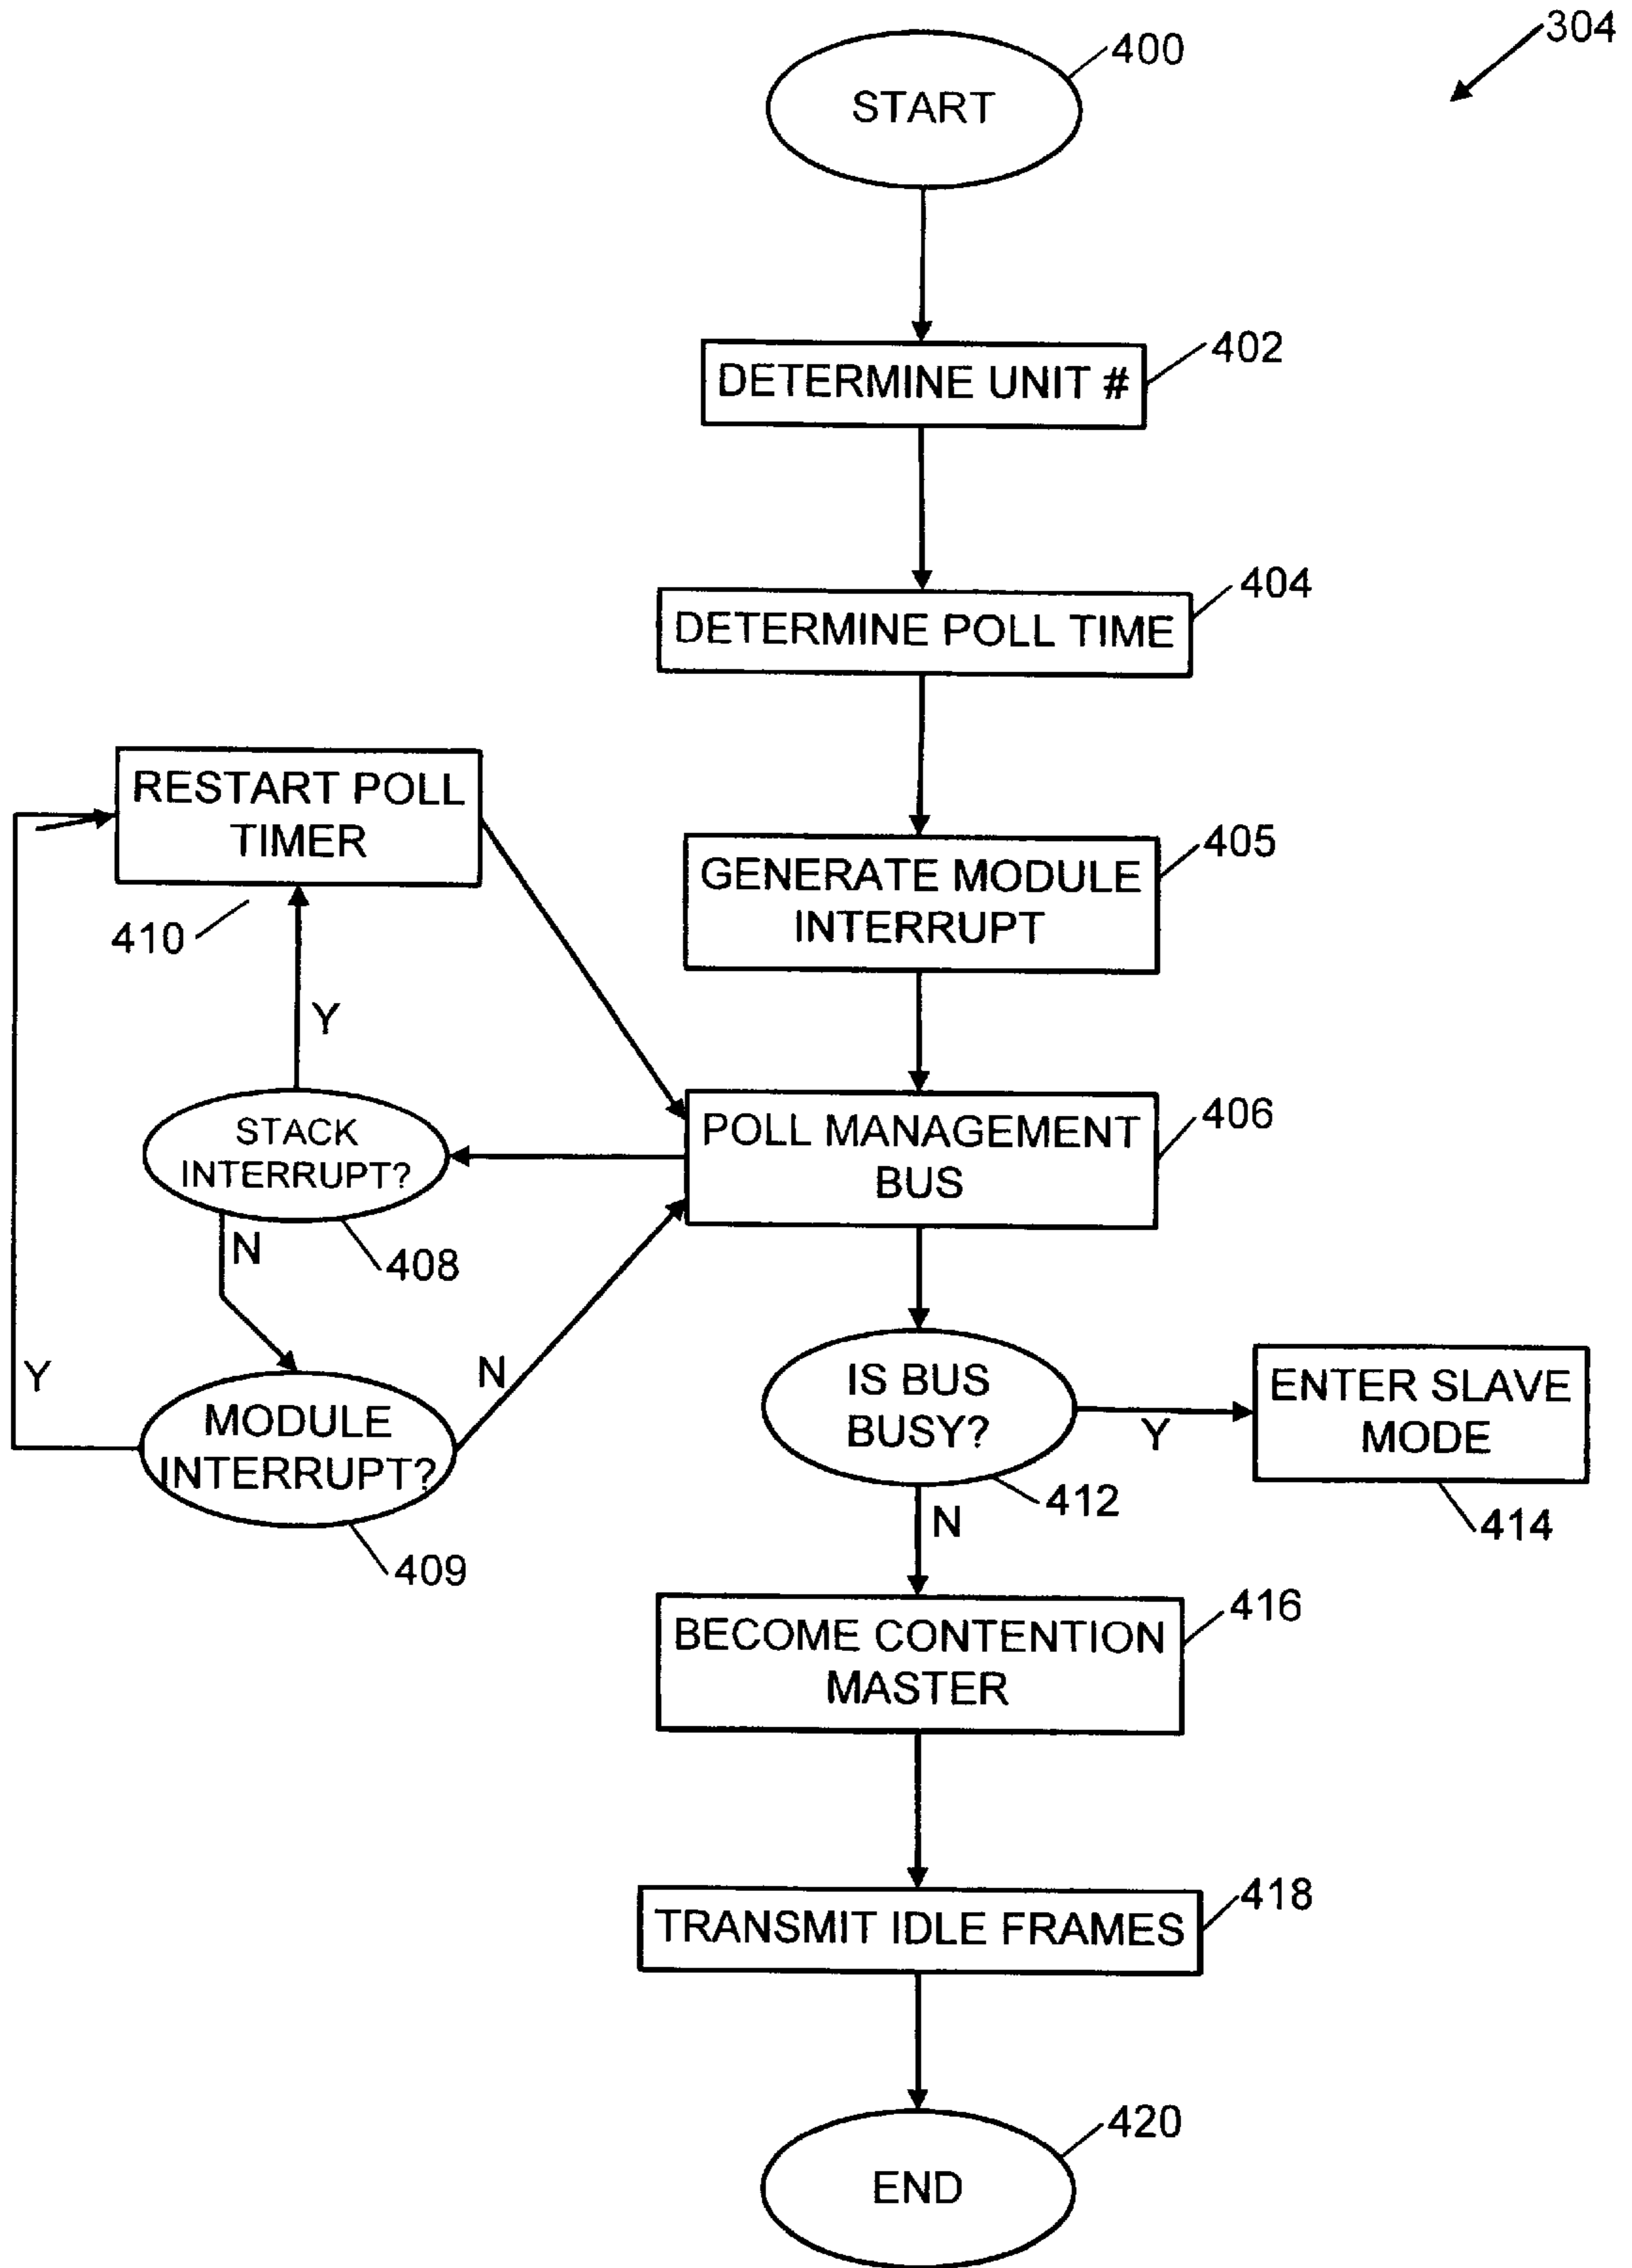 304
400
START
402
DETERMINE UNIT #
404
DETERMINE POLL TIME
RESTART POLL
TIMER
410
405
GENERATE MODULE
INTERRUPT
Y
STACK
INTERRUPT?
408
N
406
POLL MANAGEMENT
BUS
Y
MODULE
INTERRUPT?
409
N
IS BUS
BUSY?
412
Y
ENTER SLAVE
MODE
414
N
416
BECOME CONTENTION
MASTER
418
TRANSMIT IDLE FRAMES
420
END